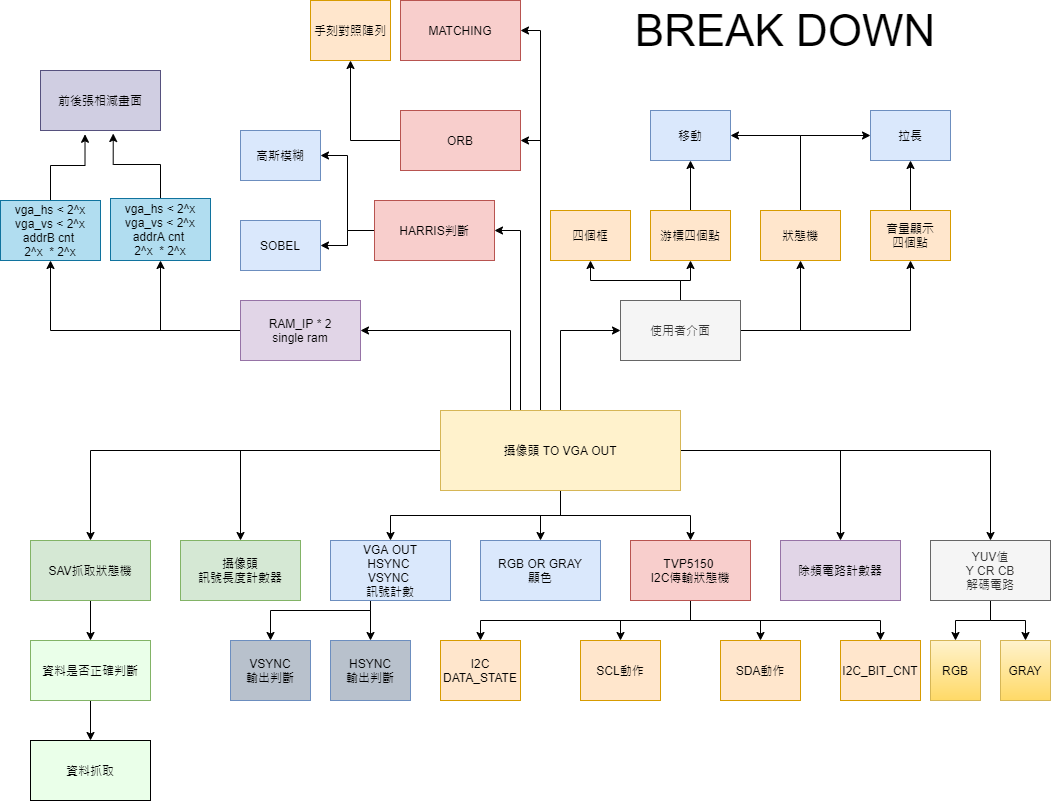 BREAK DOWN
手刻對照陣列
MATCHING
前後張相減畫面
高斯模糊
ORB
移動
拉長
vga_hs < 2^x
vga_vs < 2^x
addrB cnt
2^x * 2^x
vga_hs < 2^x
vga_vs < 2^x
addrA cnt
2^x * 2^x
SOBEL
HARRIS判斷
四個框
游標四個點
狀態機
音量顯示
四個點
RAM_IP * 2
single ram
使用者介面
攝像頭 TO VGA OUT
SAV抓取狀態機
攝像頭
訊號長度計數器
VGA OUT
HSYNC
VSYNC
訊號計數
RGB OR GRAY
顏色
TVP5150
I2C傳輸狀態機
除頻電路計數器
YUV值
Y CR CB
解碼電路
資料是否正確判斷
VSYNC
輸出判斷
HSYNC
輸出判斷
I2C
DATA_STATE
SCL動作
SDA動作
I2C_BIT_CNT
RGB
GRAY
資料抓取